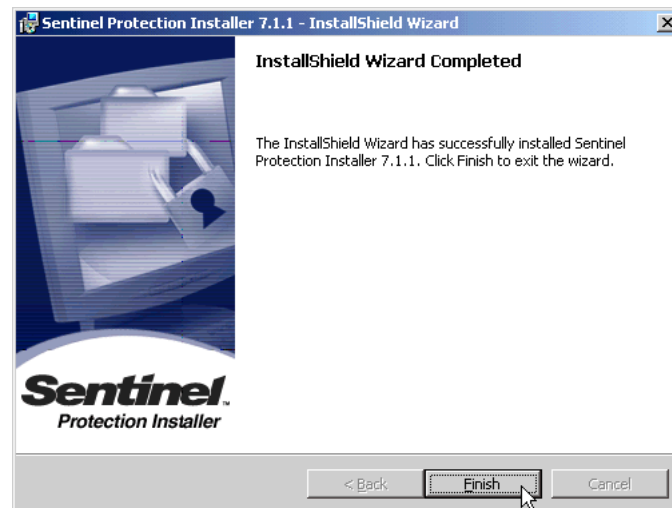 Sentinel Protection Installer 7.1.1 - InstallShield Wizard
InstallShield Wizard Completed
The InstallShield Wizard has successfully installed Sentinel
Protection Installer 7.1.1. Click Finish to exit the wizard.
Sentinel™
Protection Installer
< Back
Finish
Cancel